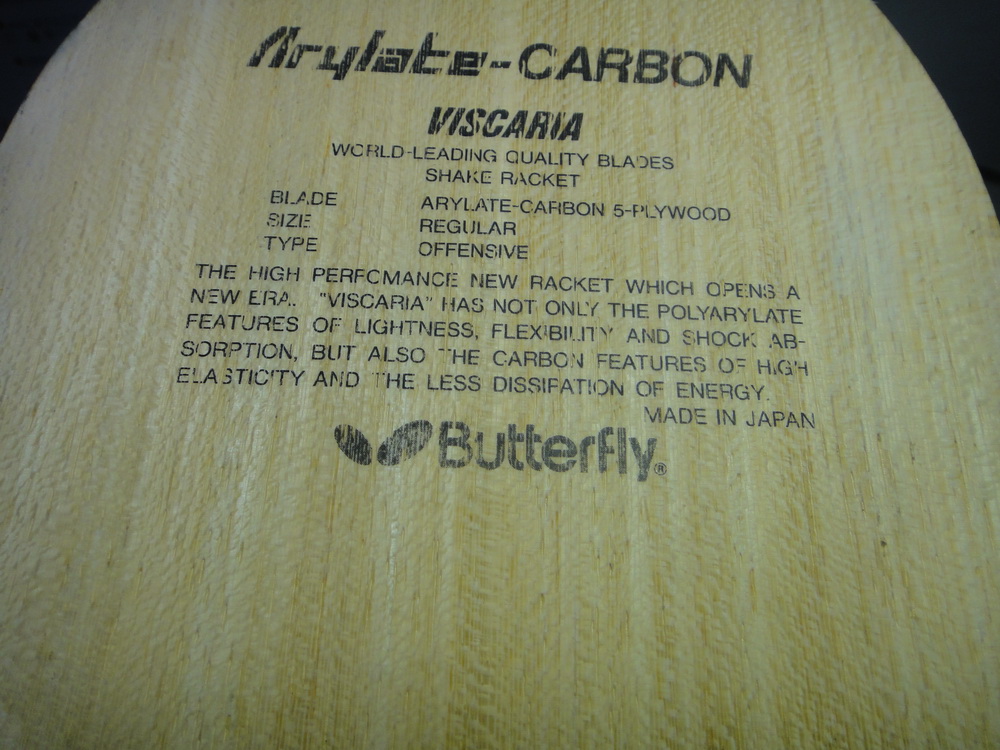 Arylate-CARBON
VISCARIA
WORLD-LEADING QUALITY BLADES
SHAKE RACKET
BLADE ARYLATE-CARBON 5-PLYWOOD
SIZE REGULAR
TYPE OFFENSIVE
THE HIGH PERFOMANCE NEW RACKET WHICH OPENS A
NEW ERA. "VISCARIA" HAS NOT ONLY THE POLYARYLATE
FEATURES OF LIGHTNESS, FLEXIBILITY AND SHOCK AB-
SORPTION, BUT ALSO THE CARBON FEATURES OF HIGH
ELASTICITY AND THE LESS DISSIPATION OF ENERGY.
MADE IN JAPAN
Butterfly®